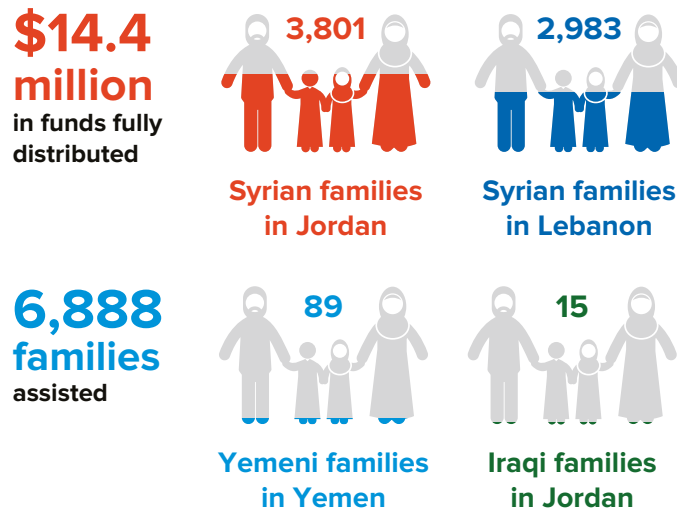 $14.4
million
in funds fully
distributed
3,801
Syrian families
in Jordan
2,983
Syrian families
in Lebanon
6,888
families
assisted
89
Yemeni families
in Yemen
15
Iraqi families
in Jordan